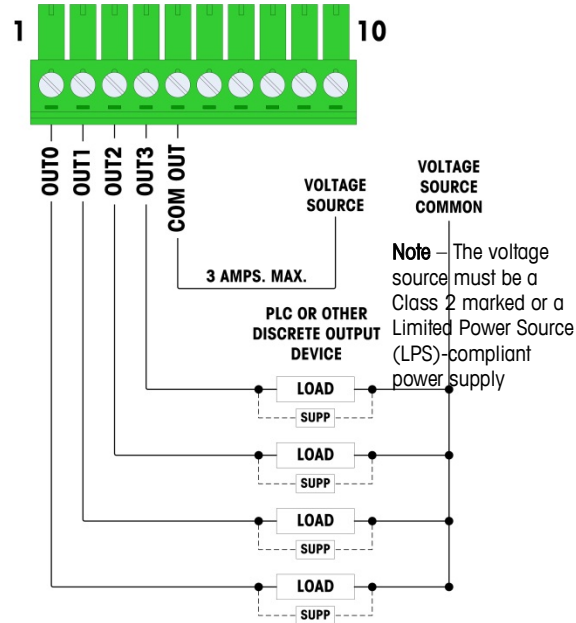 1
10
OUT0
OUT1
OUT2
OUT3
COM OUT
VOLTAGE
SOURCE
VOLTAGE
SOURCE
COMMON
3 AMPS. MAX.
Note – The voltage
source must be a
Class 2 marked or a
Limited Power Source
(LPS)-compliant
power supply
PLC OR OTHER
DISCRETE OUTPUT
DEVICE
LOAD
SUPP
LOAD
SUPP
LOAD
SUPP
LOAD
SUPP